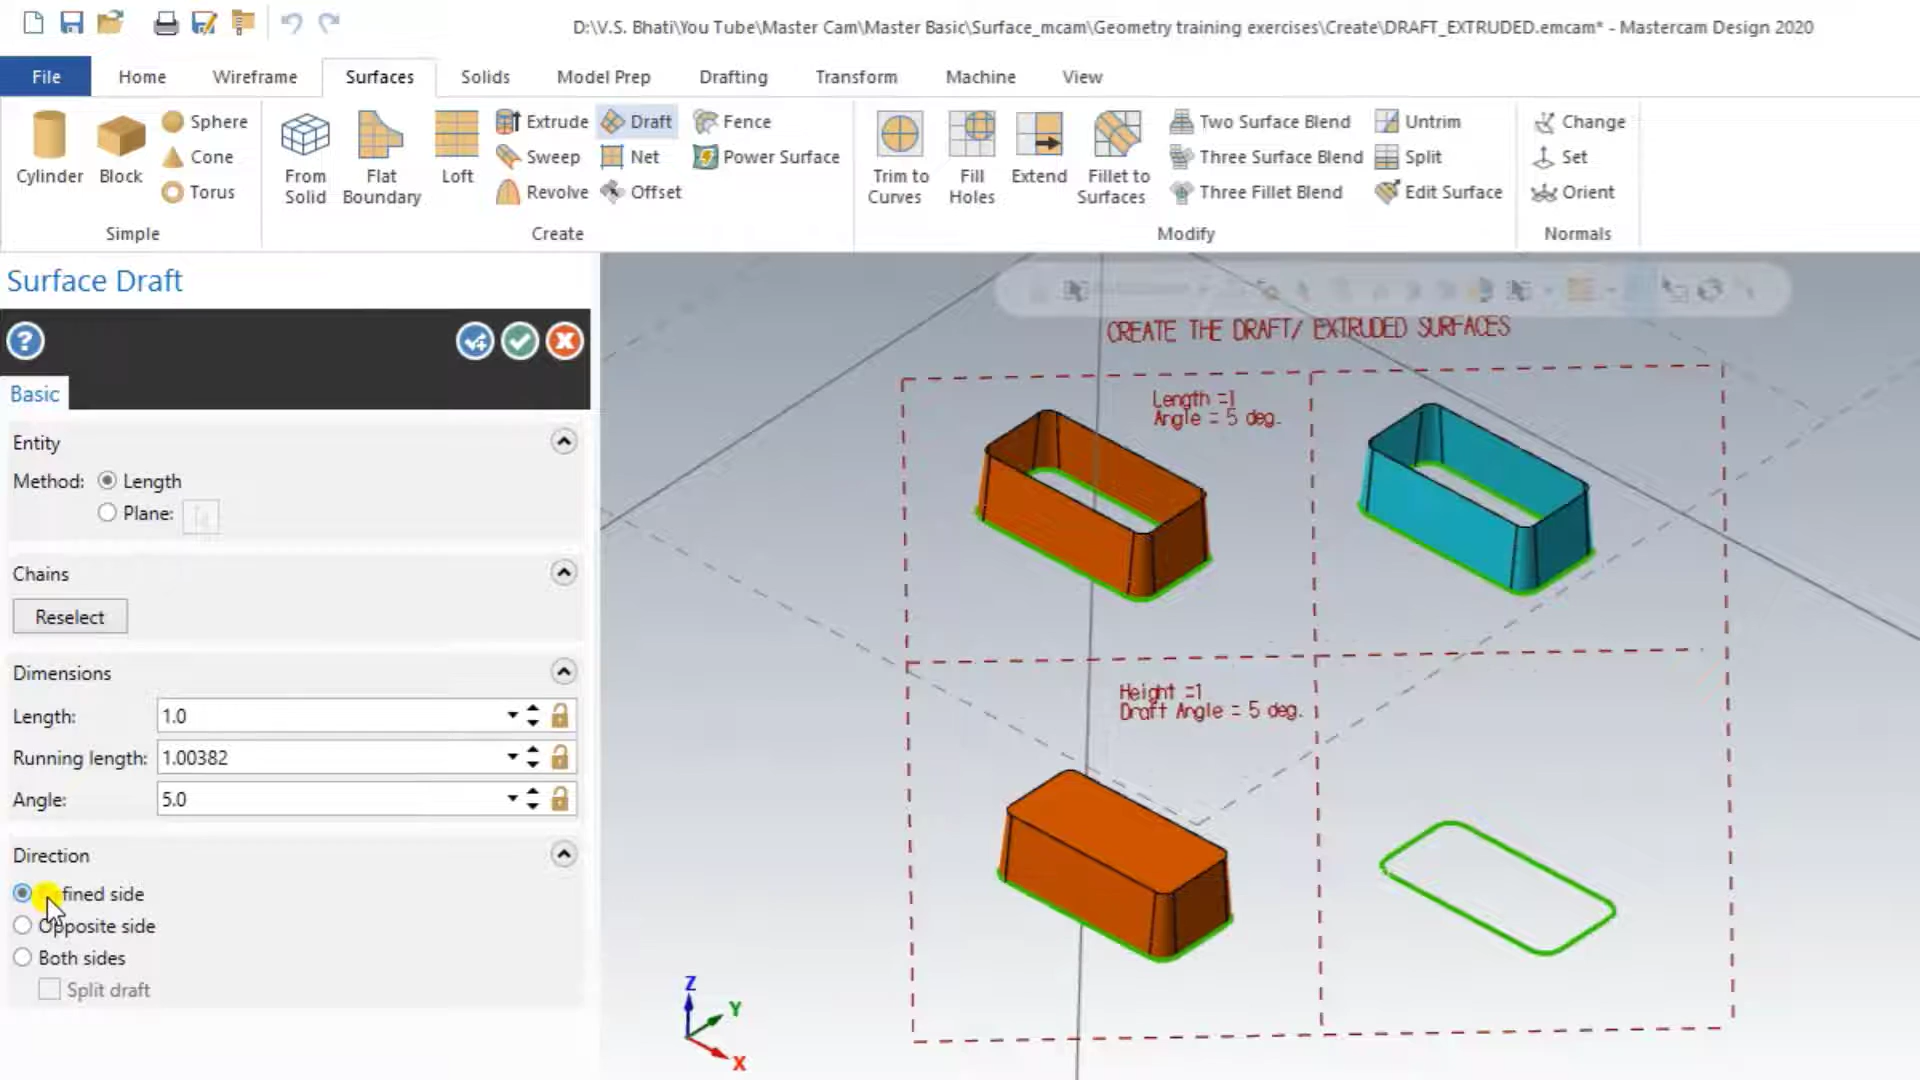 D:\V.S. Bhati\You Tube\Master Cam\Master Basic\Surface_mcam\Geometry training exercises\Create\DRAFT_EXTRUDED.emcam* - Mastercam Design 2020
File Home Wireframe Surfaces Solids Model Prep Drafting Transform Machine View
Cylinder Block Sphere Cone Torus
Simple
From Solid Flat Boundary Loft Extrude Sweep Revolve Draft Net Offset Fence Power Surface
Create
Trim to Curves Fill Holes Extend Fillet to Surfaces Two Surface Blend Three Surface Blend Three Fillet Blend Untrim Split Edit Surface
Modify
Change Set Orient
Normals
Surface Draft
Basic
Entity
Method: Length
Plane:
Chains
Reselect
Dimensions
Length: 1.0
Running length: 1.00382
Angle: 5.0
Direction
fined side
Opposite side
Both sides
Split draft
CREATE THE DRAFT/ EXTRUDED SURFACES
Length =1
Angle = 5 deg.
Height =1
Draft Angle = 5 deg.
Z
Y
X